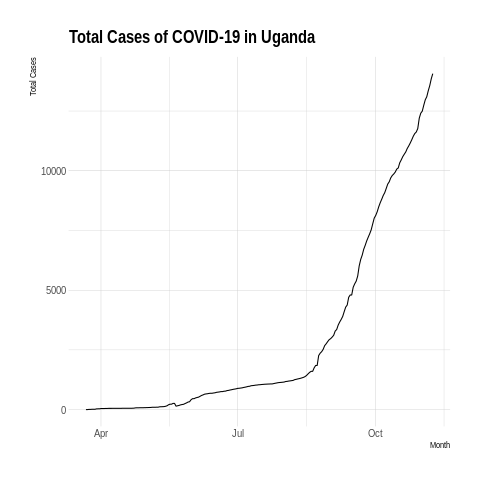 Total Cases of COVID-19 in Uganda
Total Cases
10000
5000
0
Apr Jul Oct
Month